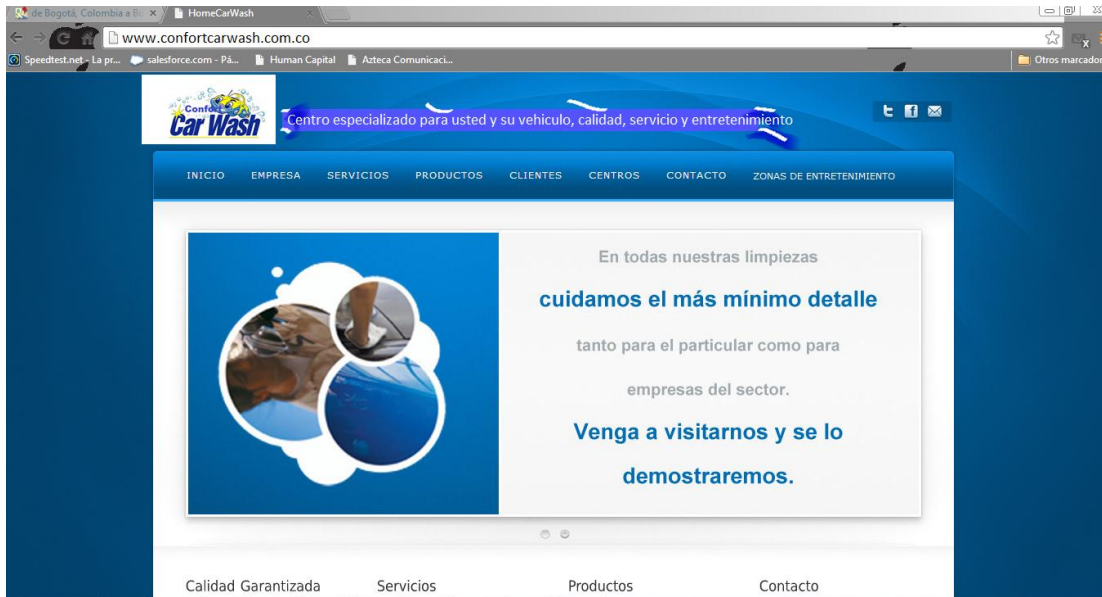 de Bogotá, Colombia a Bo
HomeCarWash
www.confortcarwash.com.co
Speedtest.net - La pr...
salesforce.com - Pá...
Human Capital
Azteca Comunicaci...
Otros marcador
Confort
Car Wash
Centro especializado para usted y su vehiculo, calidad, servicio y entretenimiento
INICIO EMPRESA SERVICIOS PRODUCTOS CLIENTES CENTROS CONTACTO ZONAS DE ENTRETENIMIENTO
En todas nuestras limpiezas
cuidamos el más mínimo detalle
tanto para el particular como para
empresas del sector.
Venga a visitarnos y se lo
demostraremos.
Calidad Garantizada Servicios Productos Contacto